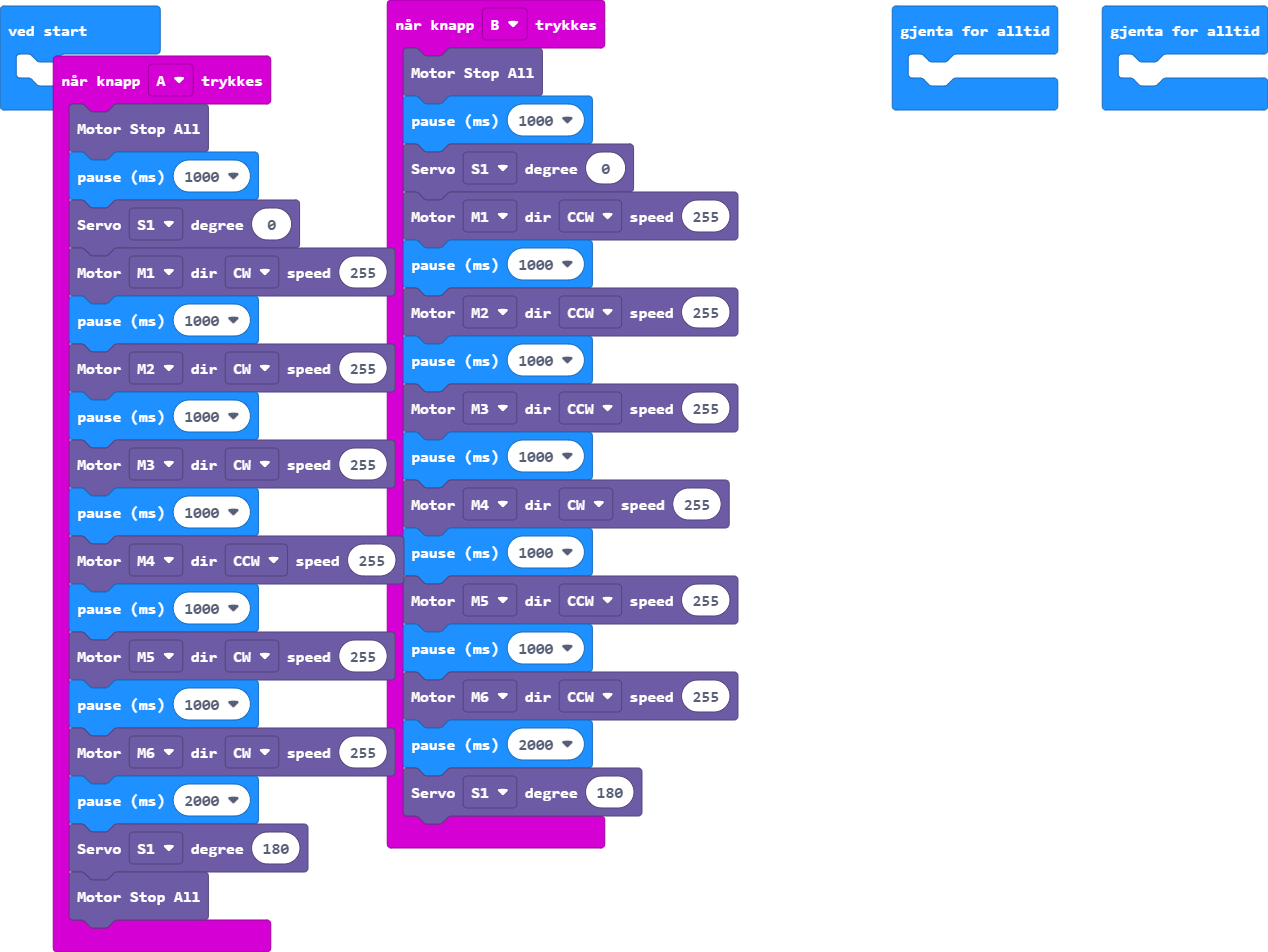 ved start
når knapp A trykkes
Motor Stop All
pause (ms) 1000
Servo S1 degree 0
Motor M1 dir CW speed 255
pause (ms) 1000
Motor M2 dir CW speed 255
pause (ms) 1000
Motor M3 dir CW speed 255
pause (ms) 1000
Motor M4 dir CCW speed 255
pause (ms) 1000
Motor M5 dir CW speed 255
pause (ms) 1000
Motor M6 dir CW speed 255
pause (ms) 2000
Servo S1 degree 180
Motor Stop All
når knapp B trykkes
Motor Stop All
pause (ms) 1000
Servo S1 degree 0
Motor M1 dir CCW speed 255
pause (ms) 1000
Motor M2 dir CCW speed 255
pause (ms) 1000
Motor M3 dir CCW speed 255
pause (ms) 1000
Motor M4 dir CW speed 255
pause (ms) 1000
Motor M5 dir CCW speed 255
pause (ms) 1000
Motor M6 dir CCW speed 255
pause (ms) 2000
Servo S1 degree 180
gjenta for alltid
gjenta for alltid